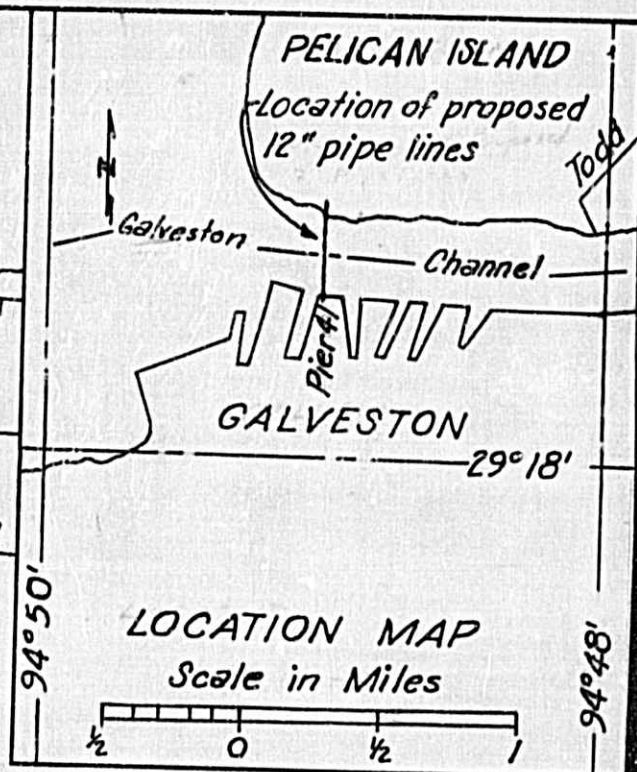 PELICAN ISLAND
Location of proposed
12" pipe lines
Todd
N
Galveston Channel
Pier 41
GALVESTON
29° 18'
94° 50'
94° 48'
LOCATION MAP
Scale in Miles
½ 0 ½ 1